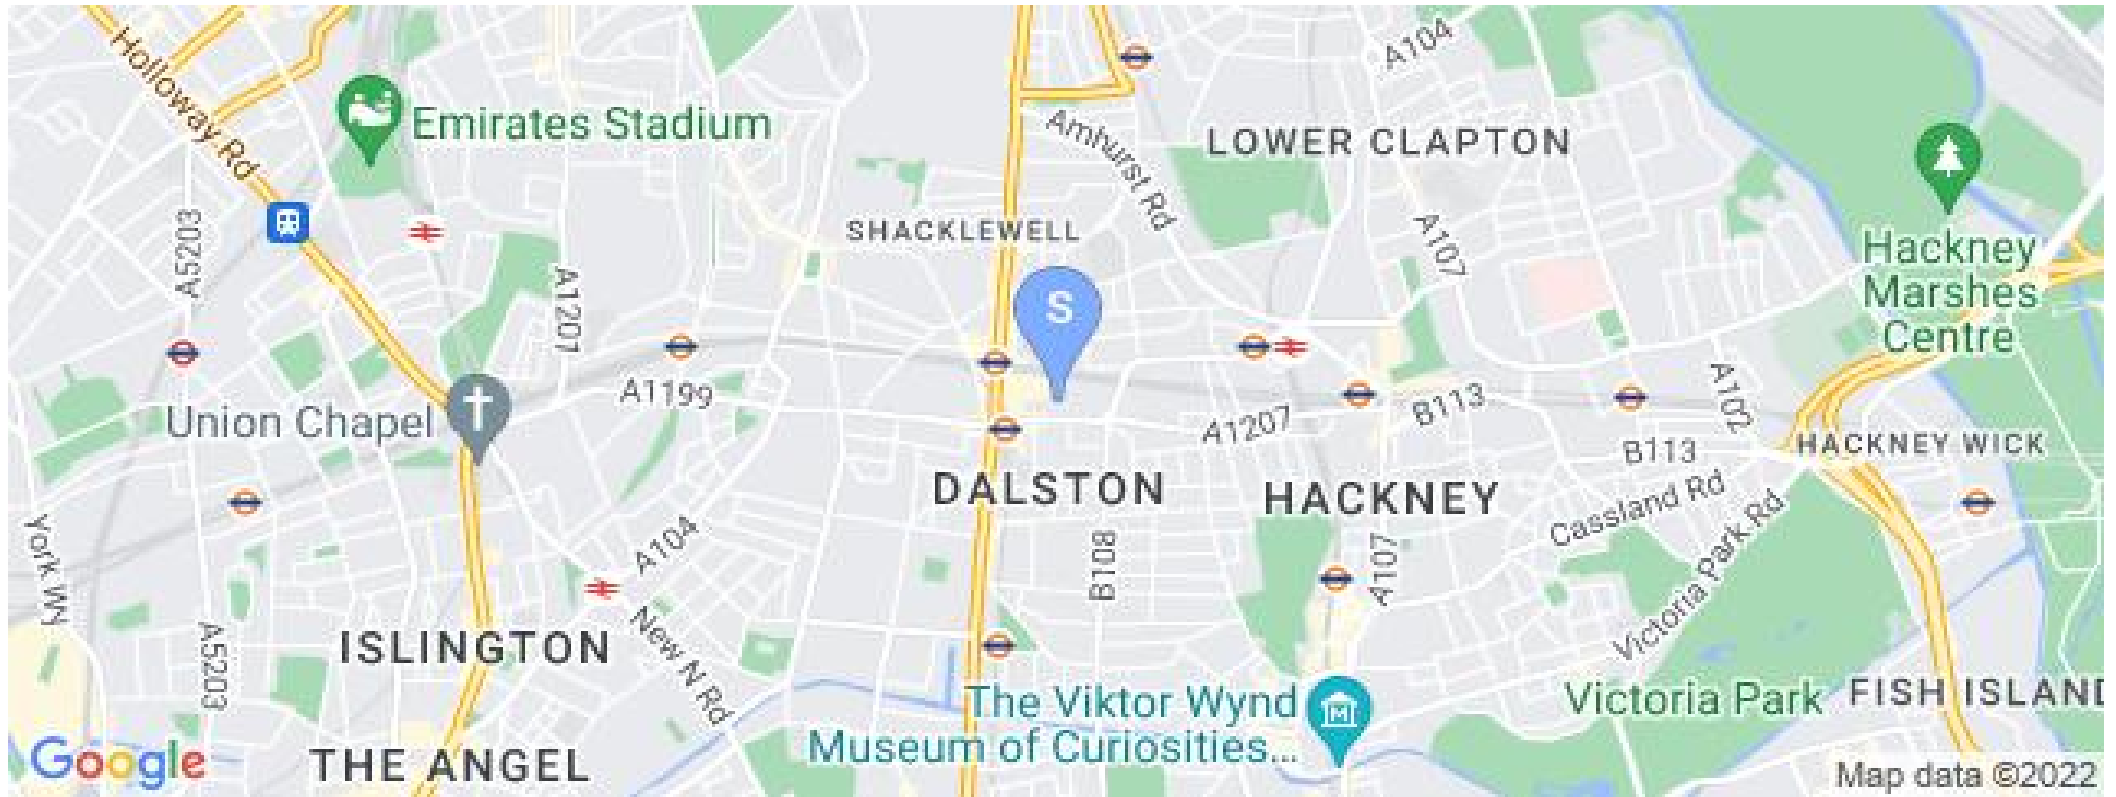 A104
Holloway Rd
Emirates Stadium
Amhurst Rd
LOWER CLAPTON
A5203
SHACKLEWELL
A107
Hackney
Marshes
Centre
A1207
S
A1199
Union Chapel
A1207
B113
A102
B113
HACKNEY WICK
DALSTON
HACKNEY
Cassland Rd
Victoria Park Rd
York Wy
A104
B108
A107
A5203
ISLINGTON
New N Rd
The Viktor Wynd
Museum of Curiosities...
M
Victoria Park
FISH ISLAND
Google
THE ANGEL
Map data ©2022